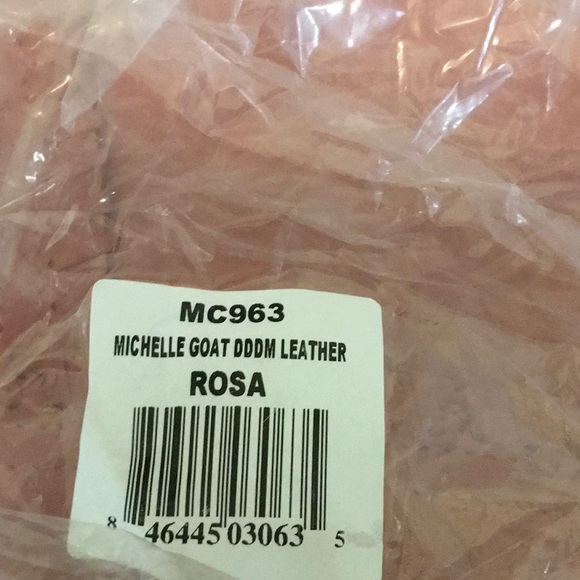 MC963
MICHELLE GOAT DDDM LEATHER
ROSA
8 46445 03063 5